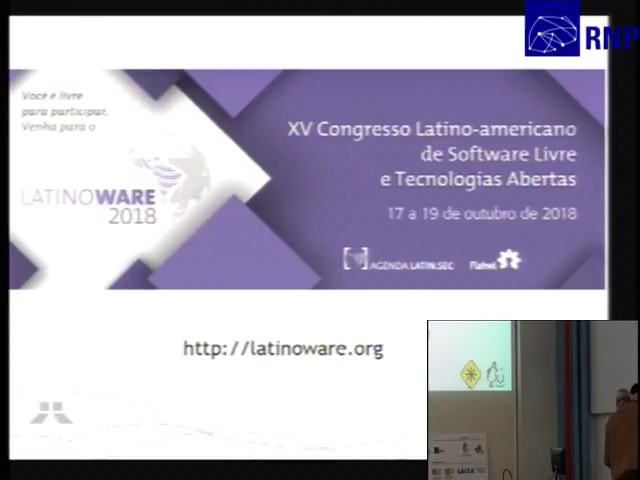 RNP
Você é livre
para participar.
Venha para o
LATINOWARE
2018
XV Congresso Latino-americano
de Software Livre
e Tecnologias Abertas
17 a 19 de outubro de 2018
AGENDA LATIN.SEC
http://latinoware.org